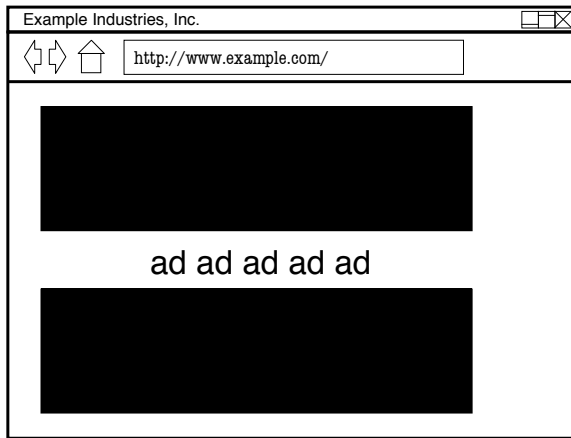 Example Industries, Inc.
http://www.example.com/
ad ad ad ad ad